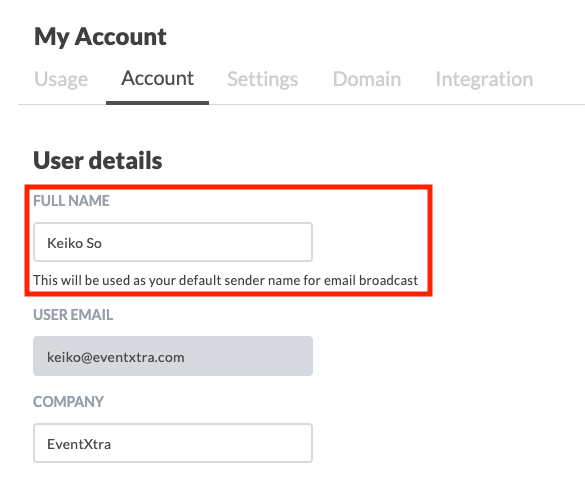 My Account
Usage Account Settings Domain Integration
User details
FULL NAME
Keiko So
This will be used as your default sender name for email broadcast
USER EMAIL
keiko@eventxtra.com
COMPANY
EventXtra